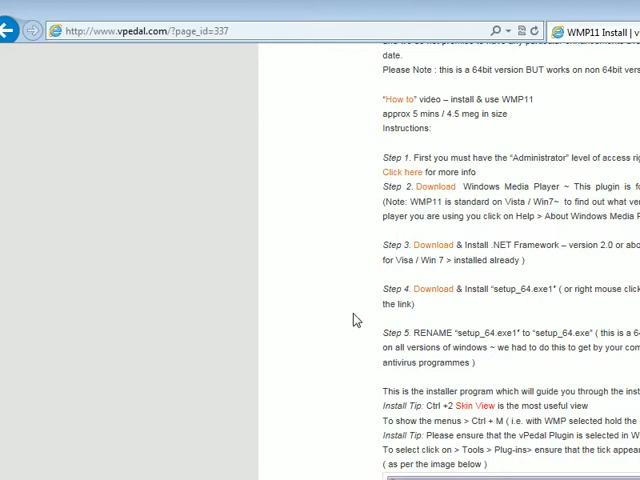 http://www.vpedal.com/?page_id=337
WMP11 Install | v
date.
Please Note : this is a 64bit version BUT works on non 64bit vers
"How to" video – install & use WMP11
approx 5 mins / 4.5 meg in size
Instructions:
Step 1. First you must have the "Administrator" level of access rig
Click here for more info
Step 2. Download Windows Media Player ~ This plugin is fo
(Note: WMP11 is standard on Vista / Win7~ to find out what ver
player you are using you click on Help > About Windows Media P
Step 3. Download & Install .NET Framework – version 2.0 or abo
for Visa / Win 7 > installed already )
Step 4. Download & Install "setup_64.exe1" ( or right mouse click
the link)
Step 5. RENAME "setup_64.exe1" to "setup_64.exe" ( this is a 64
on all versions of windows ~ we had to do this to get by your com
antivirus programmes )
This is the installer program which will guide you through the inst
Install Tip: Ctrl +2 Skin View is the most useful view
To show the menus > Ctrl + M ( i.e. with WMP selected hold the
Install Tip: Please ensure that the vPedal Plugin is selected in W
To select click on > Tools > Plug-ins> ensure that the tick appear
( as per the image below )